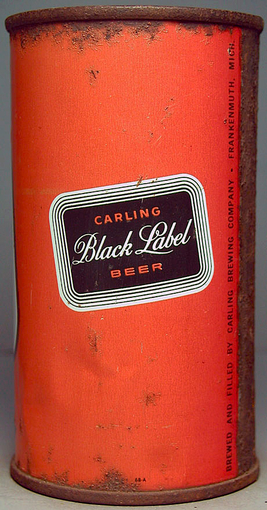 CARLING
Black Label
BEER
BREWED AND FILLED BY CARLING BREWING COMPANY - FRANKENMUTH, MICH.